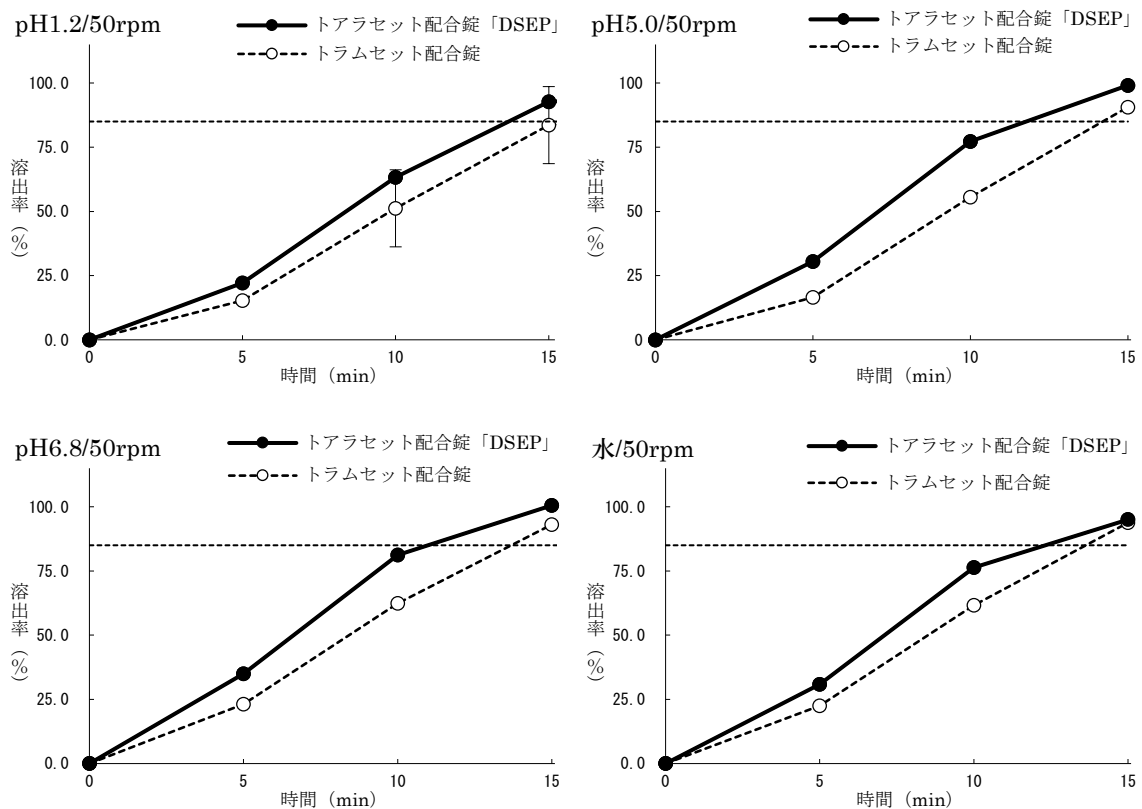 pH1.2/50rpm
トアラセット配合錠「DSEP」
トラムセット配合錠
100.0
75
50.0
25
0.0
溶出率(%)
0
5
10
15
時間 (min)
pH5.0/50rpm
トアラセット配合錠「DSEP」
トラムセット配合錠
100.0
75
50.0
25
0
溶出率(%)
0
5
10
15
時間 (min)
pH6.8/50rpm
トアラセット配合錠「DSEP」
トラムセット配合錠
100.0
75
50.0
25.0
0.0
溶出率(%)
0
5
10
15
時間 (min)
水/50rpm
トアラセット配合錠「DSEP」
トラムセット配合錠
100.0
75
50.0
25.0
0.0
溶出率(%)
0
5
10
15
時間 (min)